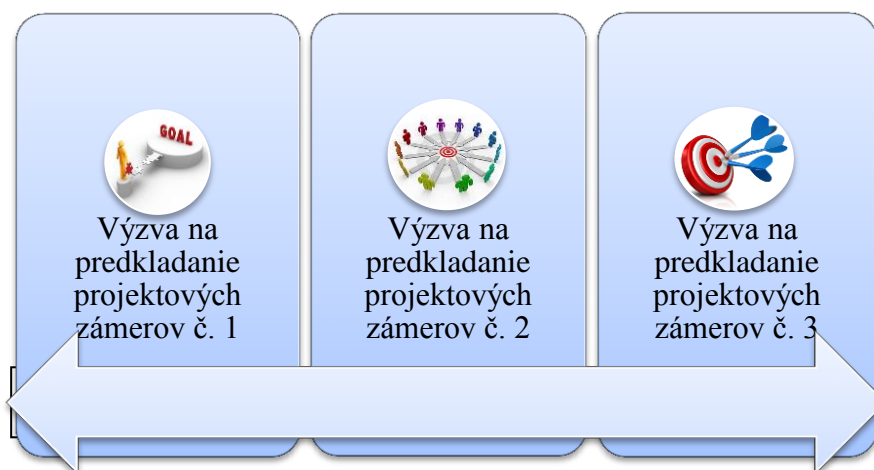 GOAL
Výzva na
predkladanie
projektových
zámerov č. 1
Výzva na
predkladanie
projektových
zámerov č. 2
Výzva na
predkladanie
projektových
zámerov č. 3